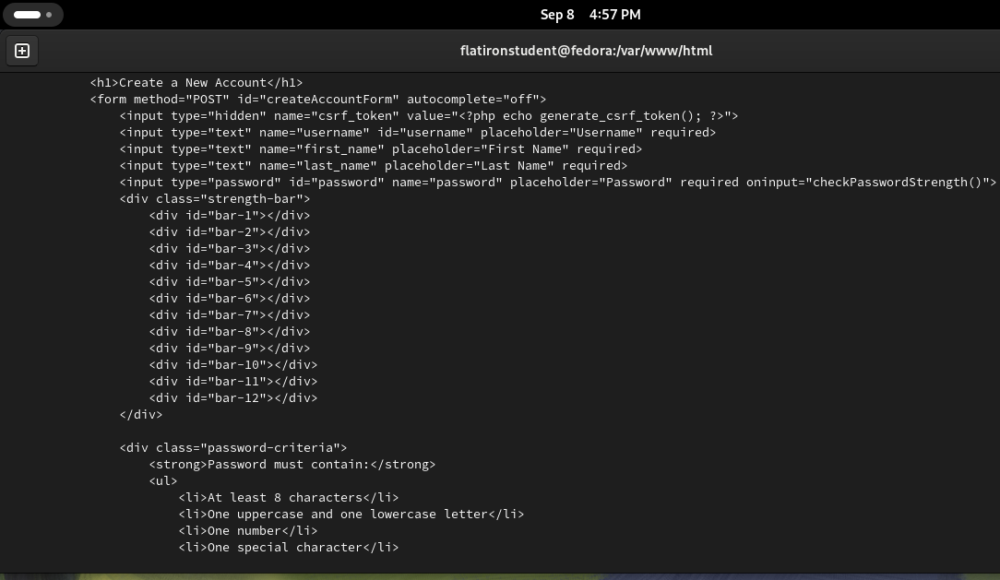 Sep 8 4:57 PM
flatironstudent@fedora:/var/www/html
<h1>Create a New Account</h1>
<form method="POST" id="createAccountForm" autocomplete="off">
<input type="hidden" name="csrf_token" value="<?php echo generate_csrf_token(); ?>">
<input type="text" name="username" id="username" placeholder="Username" required>
<input type="text" name="first_name" placeholder="First Name" required>
<input type="text" name="last_name" placeholder="Last Name" required>
<input type="password" id="password" name="password" placeholder="Password" required oninput="checkPasswordStrength()">
<div class="strength-bar">
<div id="bar-1"></div>
<div id="bar-2"></div>
<div id="bar-3"></div>
<div id="bar-4"></div>
<div id="bar-5"></div>
<div id="bar-6"></div>
<div id="bar-7"></div>
<div id="bar-8"></div>
<div id="bar-9"></div>
<div id="bar-10"></div>
<div id="bar-11"></div>
<div id="bar-12"></div>
</div>
<div class="password-criteria">
<strong>Password must contain:</strong>
<ul>
<li>At least 8 characters</li>
<li>One uppercase and one lowercase letter</li>
<li>One number</li>
<li>One special character</li>